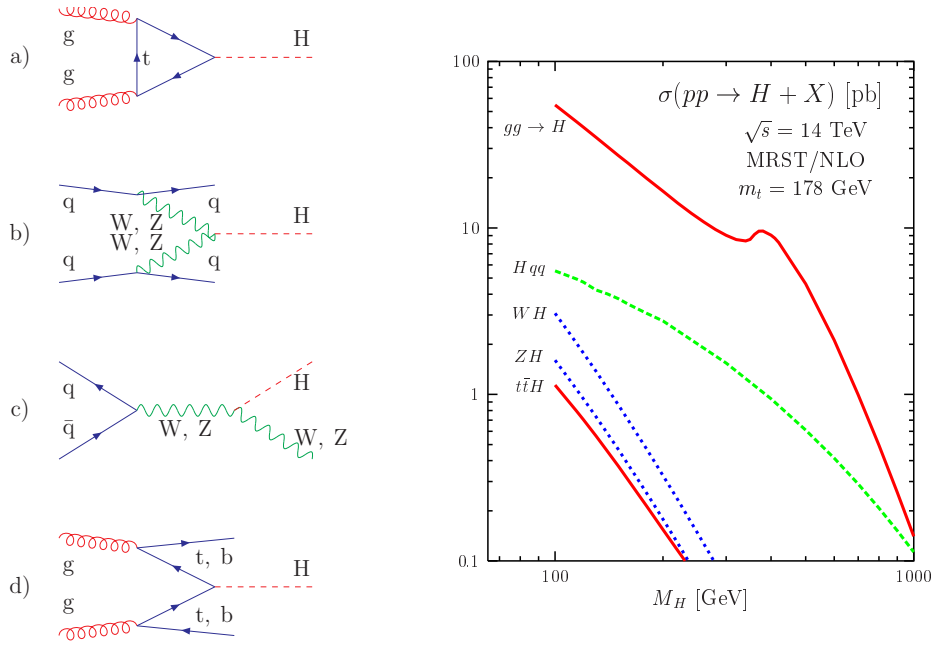 a)
g
g
t
H
b)
q
q
W, Z
W, Z
q
q
H
c)
q
q̄
W, Z
H
W, Z
d)
g
g
t, b
t, b
H
100
10
1
0.1
σ(pp → H + X) [pb]
√s = 14 TeV
MRST/NLO
m_t = 178 GeV
gg → H
Hqq
WH
ZH
tt̄H
100
1000
M_H [GeV]